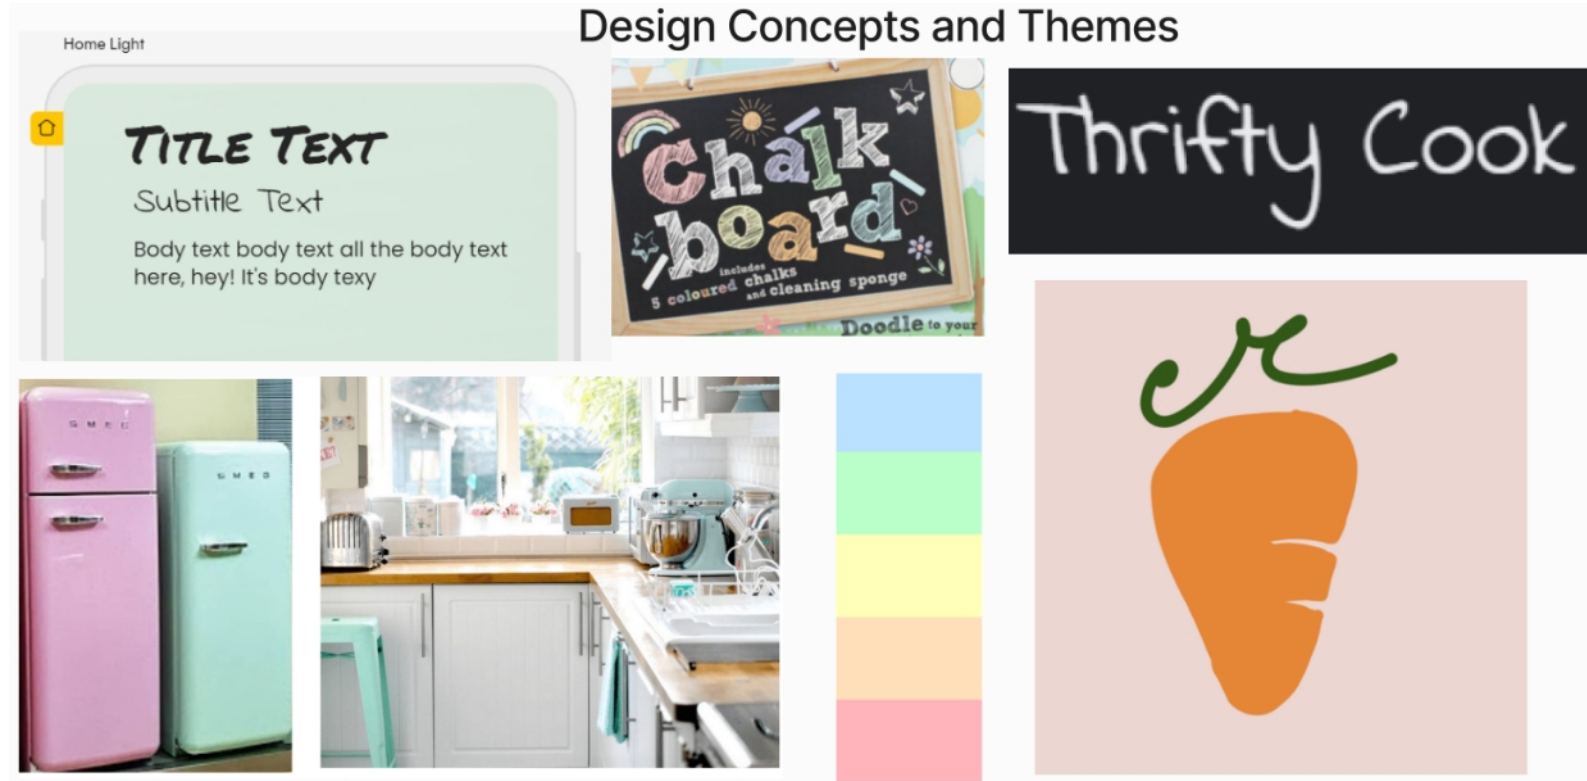 Design Concepts and Themes
Home Light
TITLE TEXT
Subtitle Text
Body text body text all the body text
here, hey! It's body texy
Chalk
board
includes
5 coloured chalks
and cleaning sponge
Doodle to your
Thrifty Cook
SMEG
SMEG